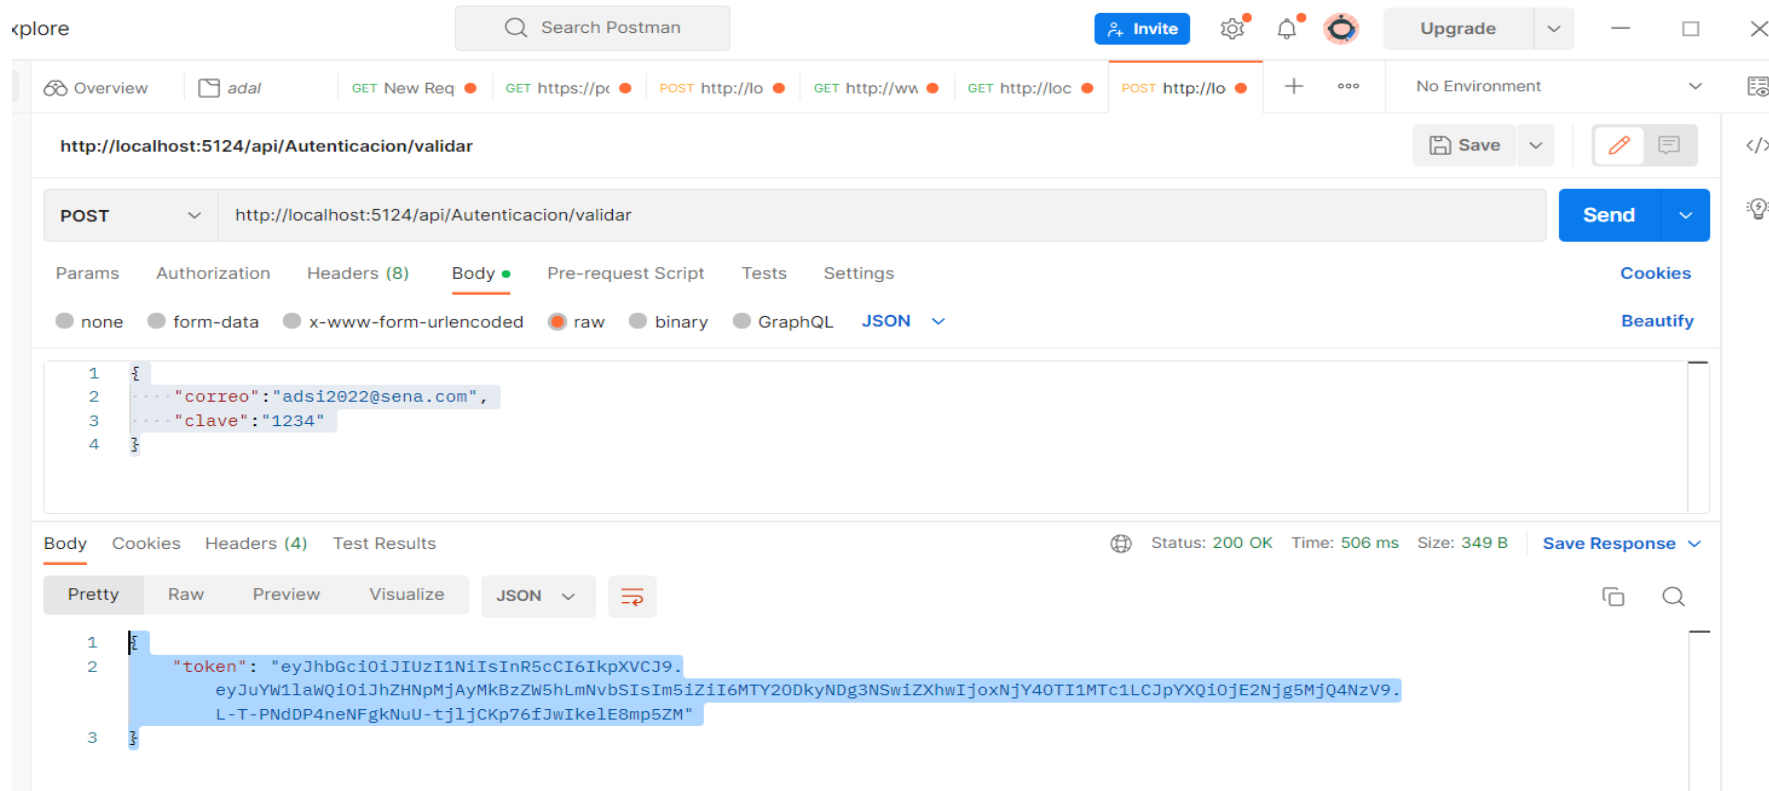 xplore
Search Postman
Invite
Upgrade
Overview
adal
GET New Req
GET https://pc
POST http://lo
GET http://ww
GET http://loc
POST http://lo
No Environment
http://localhost:5124/api/Autenticacion/validar
Save
POST
http://localhost:5124/api/Autenticacion/validar
Send
Params Authorization Headers (8) Body Pre-request Script Tests Settings Cookies
none form-data x-www-form-urlencoded raw binary GraphQL JSON Beautify
1 {
2 "correo":"adsi2022@sena.com",
3 "clave":"1234"
4 }
Body Cookies Headers (4) Test Results Status: 200 OK Time: 506 ms Size: 349 B Save Response
Pretty Raw Preview Visualize JSON
1 {
2 "token": "eyJhbGciOiJIUzI1NiIsInR5cCI6IkpXVCJ9.
eyJuYW1laWQiOiJhZHNpMjAyMkBzZW5hLmNvbSIsIm5iZiI6MTY2ODkyNDg3NSwiZXhwIjoxNjY4OTI1MTc1LCJpYXQiOjE2Njg5MjQ4NzV9.
L-T-PNdDP4neNFgkNuU-tjljCKp76fJwIkelE8mp5ZM"
3 }